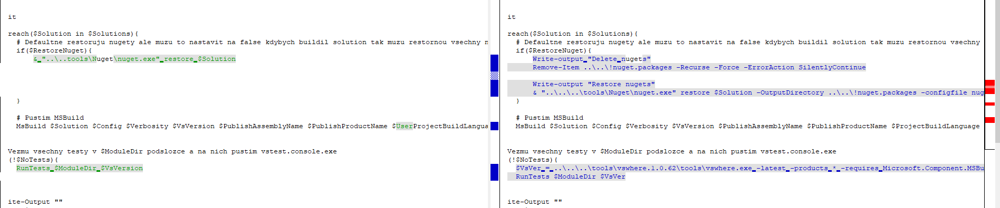 it
reach($Solution in $Solutions){
# Defaultne restoruju nugety ale muzu to nastavit na false kdybych buildil solution tak muzu restornou vsechny n
if($RestoreNuget){
& "..\..tools\Nuget\nuget.exe" restore $Solution
}
# Pustim MSBuild
MsBuild $Solution $Config $Verbosity $VsVersion $PublishAssemblyName $PublishProductName $UserProjectBuildLangua
Vezmu vsechny testy v $ModuleDir podslozce a na nich pustim vstest.console.exe
(!$NoTests){
RunTests $ModuleDir $VsVersion
ite-Output ""
it
reach($Solution in $Solutions){
# Defaultne restoruju nugety ale muzu to nastavit na false kdybych buildil solution tak muzu restornou vsechny
if($RestoreNuget){
Write-output "Delete nugets"
Remove-Item ..\..\!nuget.packages -Recurse -Force -ErrorAction SilentlyContinue
Write-output "Restore nugets"
& "..\..\..\tools\Nuget\nuget.exe" restore $Solution -OutputDirectory ..\..\!nuget.packages -configfile nug
}
# Pustim MSBuild
MsBuild $Solution $Config $Verbosity $VsVersion $PublishAssemblyName $PublishProductName $ProjectBuildLanguage
Vezmu vsechny testy v $ModuleDir podslozce a na nich pustim vstest.console.exe
(!$NoTests){
$VsVer = ..\..\..\tools\vswhere.1.0.62\tools\vswhere.exe -latest -products * -requires Microsoft.Component.MSBu
RunTests $ModuleDir $VsVer
ite-Output ""